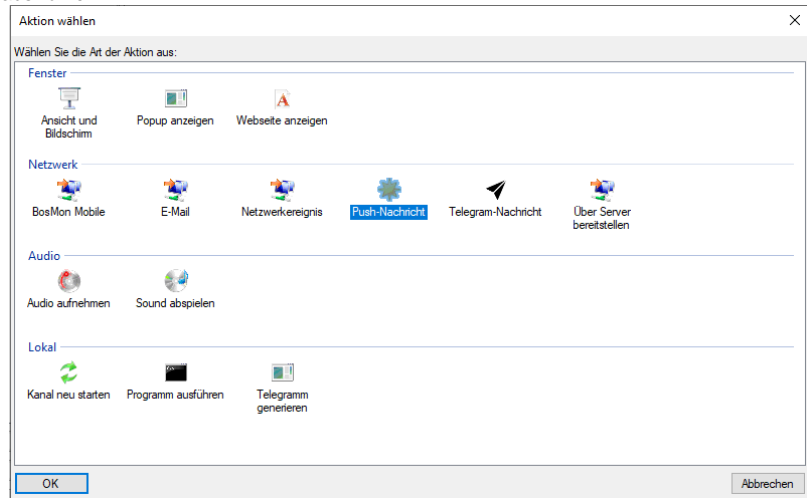 Aktion wählen
Wählen Sie die Art der Aktion aus:
Fenster
Ansicht und Bildschirm
Popup anzeigen
Webseite anzeigen
Netzwerk
BosMon Mobile
E-Mail
Netzwerkereignis
Push-Nachricht
Telegram-Nachricht
Über Server bereitstellen
Audio
Audio aufnehmen
Sound abspielen
Lokal
Kanal neu starten
Programm ausführen
Telegramm generieren
OK
Abbrechen